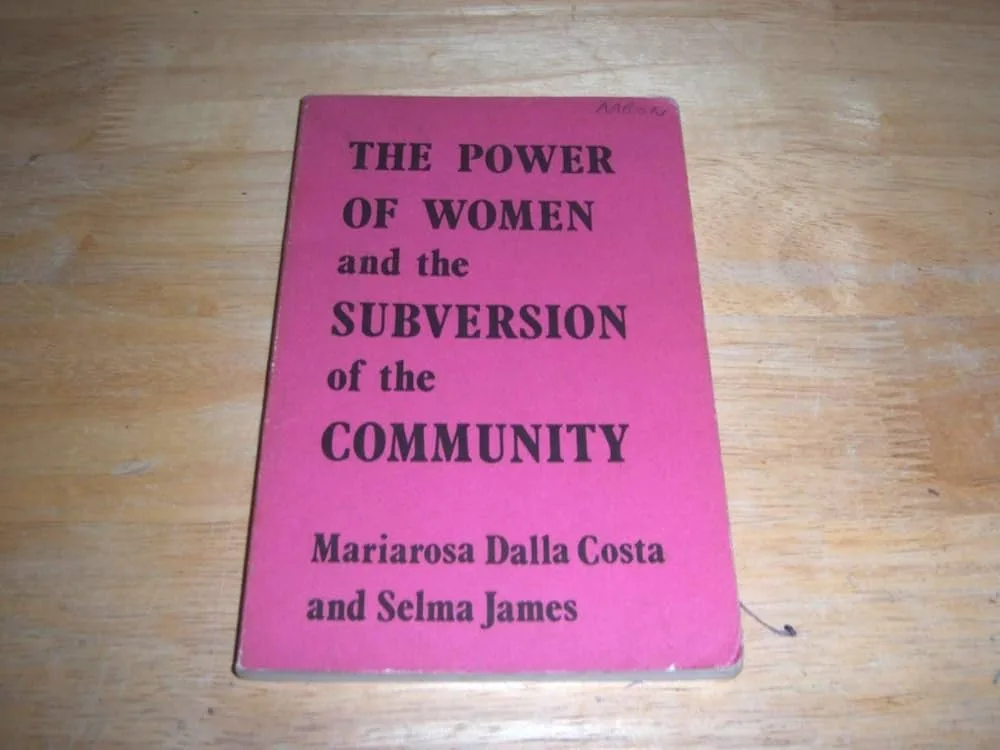 THE POWER
OF WOMEN
and the
SUBVERSION
of the
COMMUNITY
Mariarosa Dalla Costa
and Selma James